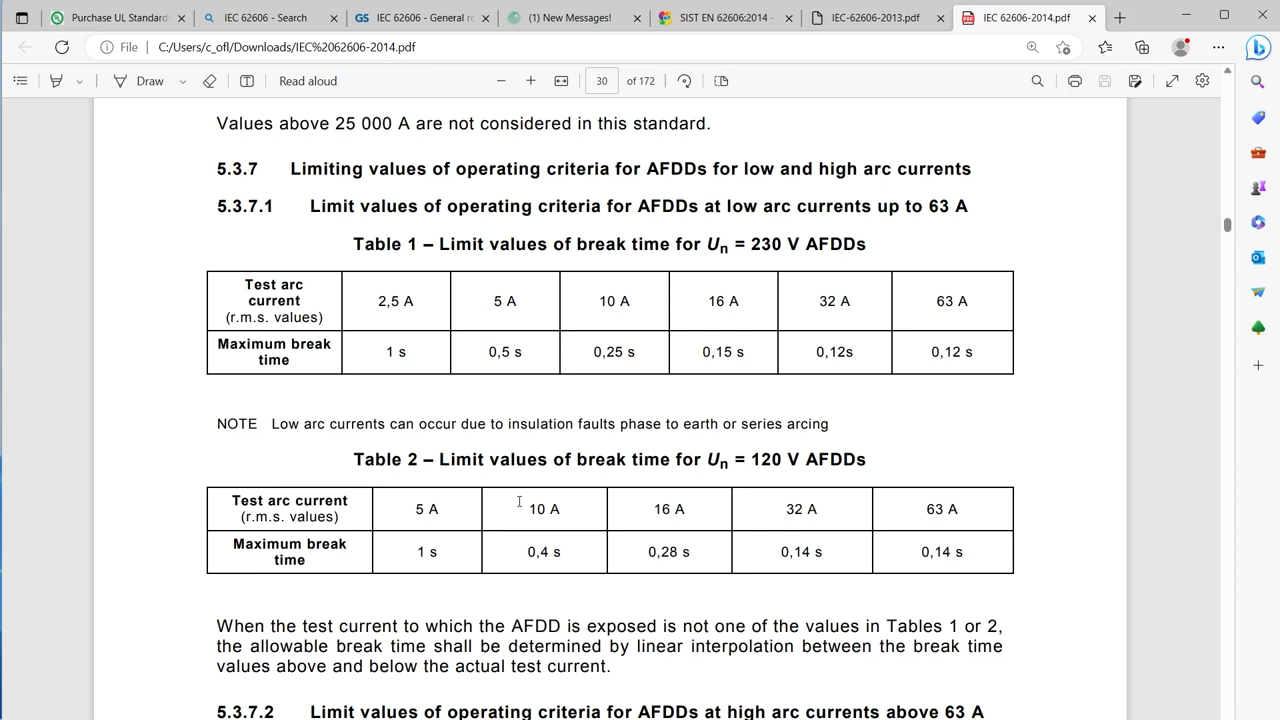 Purchase UL Standard
IEC 62606 - Search
GS IEC 62606 - General re
(1) New Messages!
SIST EN 62606:2014 -
IEC-62606-2013.pdf
IEC 62606-2014.pdf
File C:/Users/c_ofl/Downloads/IEC%2062606-2014.pdf
Draw
Read aloud
30 of 172
Values above 25 000 A are not considered in this standard.
5.3.7 Limiting values of operating criteria for AFDDs for low and high arc currents
5.3.7.1 Limit values of operating criteria for AFDDs at low arc currents up to 63 A
Table 1 – Limit values of break time for Un = 230 V AFDDs
Test arc
current
(r.m.s. values)
2,5 A
5 A
10 A
16 A
32 A
63 A
Maximum break
time
1 s
0,5 s
0,25 s
0,15 s
0,12s
0,12 s
NOTE Low arc currents can occur due to insulation faults phase to earth or series arcing
Table 2 – Limit values of break time for Un = 120 V AFDDs
Test arc current
(r.m.s. values)
5 A
10 A
16 A
32 A
63 A
Maximum break
time
1 s
0,4 s
0,28 s
0,14 s
0,14 s
When the test current to which the AFDD is exposed is not one of the values in Tables 1 or 2,
the allowable break time shall be determined by linear interpolation between the break time
values above and below the actual test current.
5.3.7.2 Limit values of operating criteria for AFDDs at high arc currents above 63 A